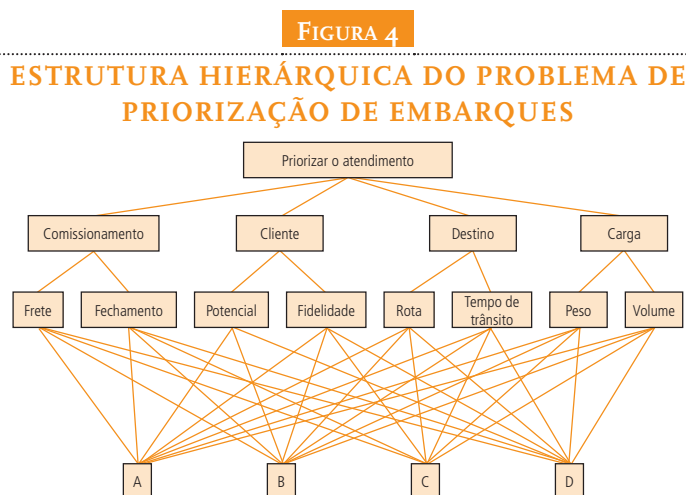 FIGURA 4
ESTRUTURA HIERÁRQUICA DO PROBLEMA DE
PRIORIZAÇÃO DE EMBARQUES
Priorizar o atendimento
Comissionamento
Cliente
Destino
Carga
Frete
Fechamento
Potencial
Fidelidade
Rota
Tempo de
trânsito
Peso
Volume
A
B
C
D